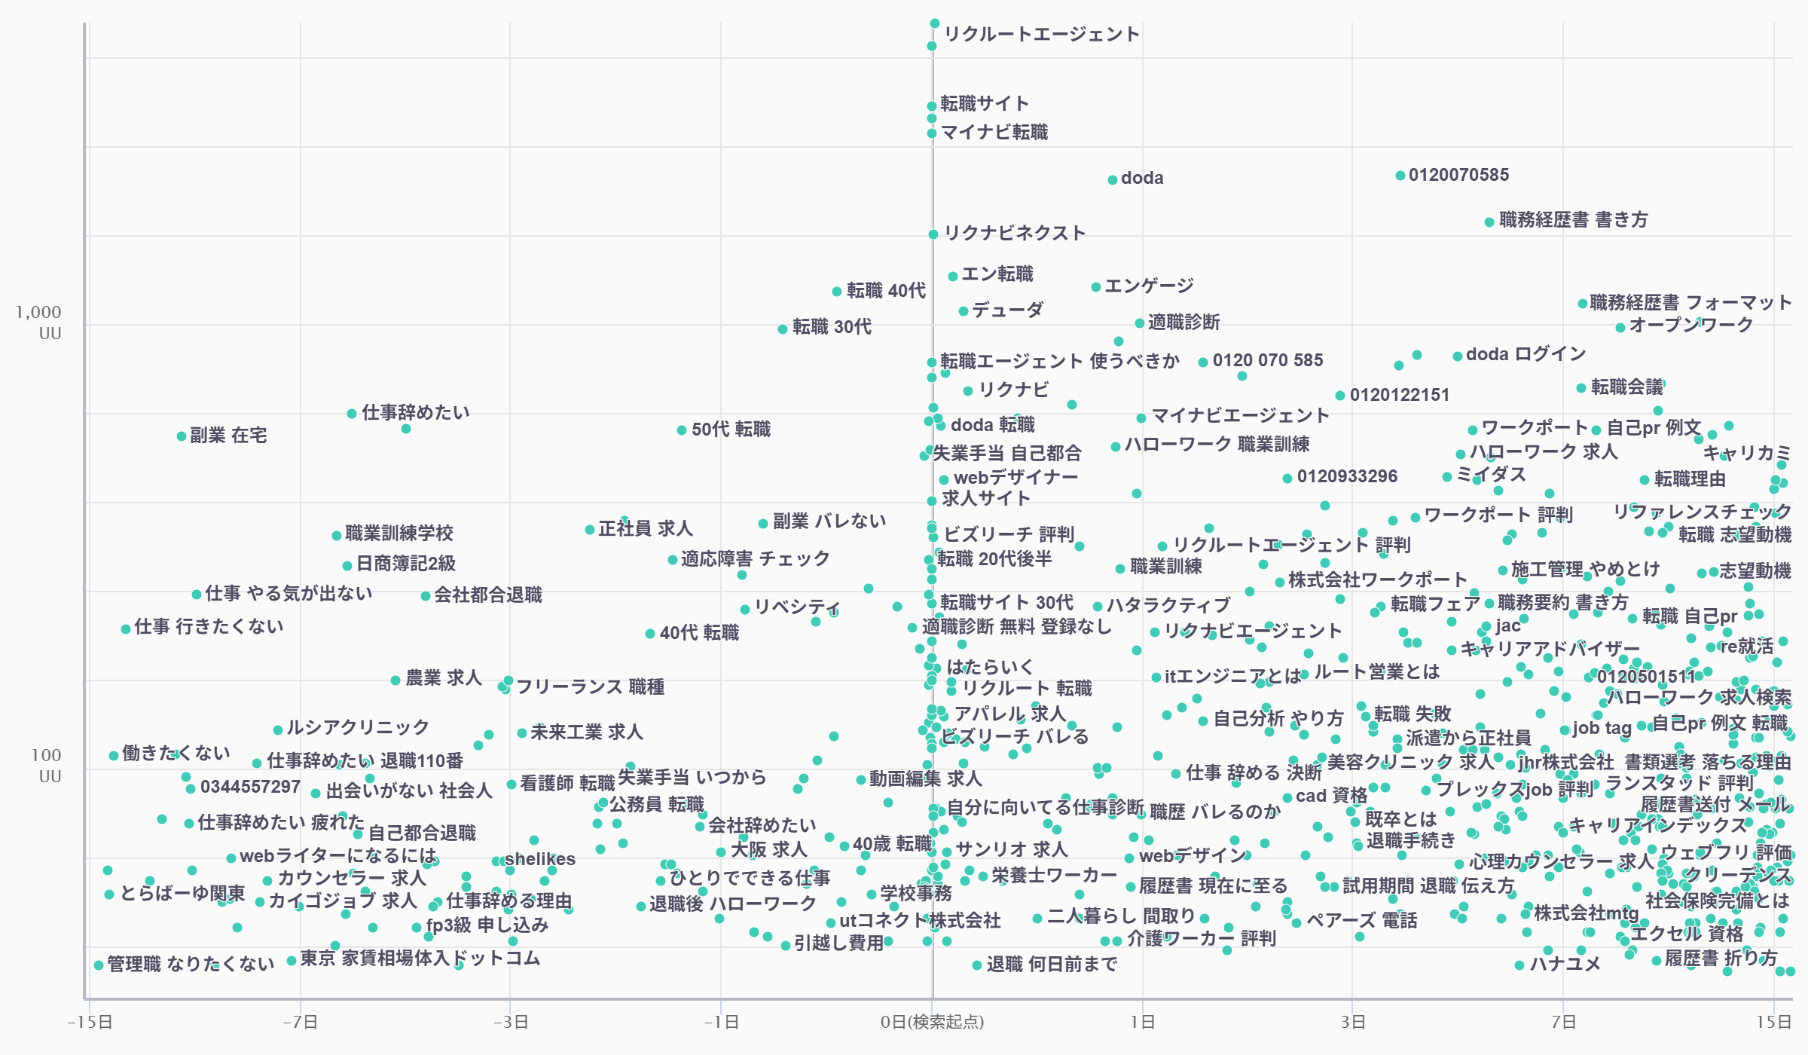 リクルートエージェント
転職サイト
マイナビ転職
doda
0120070585
職務経歴書 書き方
リクナビネクスト
エン転職
エンゲージ
転職 40代
職務経歴書 フォーマット
デューダ
1,000
UU
適職診断
オープンワーク
転職 30代
doda ログイン
転職エージェント 使うべきか
0120 070 585
リクナビ
転職会議
0120122151
仕事辞めたい
マイナビエージェント
doda 転職
50代 転職
ワークポート
自己pr 例文
副業 在宅
ハローワーク 職業訓練
失業手当 自己都合
ハローワーク 求人
キャリカミ
webデザイナー
0120933296
ミイダス
転職理由
求人サイト
リファレンスチェック
ワークポート 評判
副業 バレない
正社員 求人
職業訓練学校
ビズリーチ 評判
転職 志望動機
リクルートエージェント 評判
適応障害 チェック
転職 20代後半
日商簿記2級
職業訓練
施工管理 やめとけ
志望動機
株式会社ワークポート
仕事 やる気が出ない
会社都合退職
リベシティ
転職サイト 30代
ハタラクティブ
転職フェア
職務要約 書き方
転職 自己pr
仕事 行きたくない
40代 転職
適職診断 無料 登録なし
リクナビエージェント
jac
キャリアアドバイザー
re就活
はたらいく
農業 求人
フリーランス 職種
リクルート 転職
itエンジニアとは
ルート営業とは
0120501511
ハローワーク 求人検索
アパレル 求人
自己分析 やり方
転職 失敗
job tag
自己pr 例文 転職
ルシアクリニック
未来工業 求人
ビズリーチ バレる
派遣から正社員
働きたくない
100
UU
仕事辞めたい 退職110番
美容クリニック 求人
jhr株式会社
書類選考 落ちる理由
0344557297
看護師 転職
失業手当 いつから
動画編集 求人
仕事 辞める 決断
出会いがない 社会人
プレックスjob 評判
ランスタッド 評判
公務員 転職
自分に向いてる仕事診断
職歴 バレるのか
cad 資格
履歴書送付 メール
仕事辞めたい 疲れた
自己都合退職
会社辞めたい
既卒とは
キャリアインデックス
40歳 転職
退職手続き
webライターになるには
shelikes
大阪 求人
サンリオ 求人
webデザイン
心理カウンセラー 求人
ウェブフリ 評価
カウンセラー 求人
ひとりでできる仕事
栄養士ワーカー
クリーデンス
とらばーゆ関東
カイゴジョブ 求人
仕事辞める理由
退職後 ハローワーク
学校事務
履歴書 現在に至る
試用期間 退職 伝え方
社会保険完備とは
fp3級 申し込み
utコネクト株式会社
二人暮らし 間取り
ペアーズ 電話
株式会社mtg
引越し費用
介護ワーカー 評判
エクセル 資格
管理職 なりたくない
東京 家賃相場
体入ドットコム
退職 何日前まで
ハナユメ
履歴書 折り方
-15日
-7日
-3日
-1日
0日(検索起点)
1日
3日
7日
15日